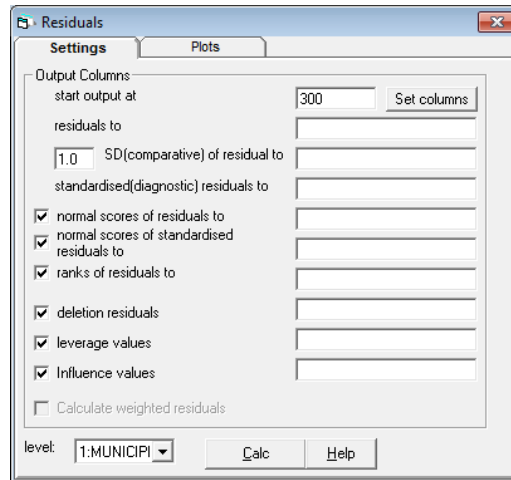 Residuals
Settings Plots
Output Columns
start output at 300 Set columns
residuals to
1.0 SD(comparative) of residual to
standardised(diagnostic) residuals to
normal scores of residuals to
normal scores of standardised
residuals to
ranks of residuals to
deletion residuals
leverage values
Influence values
Calculate weighted residuals
level: 1:MUNICIPI Calc Help